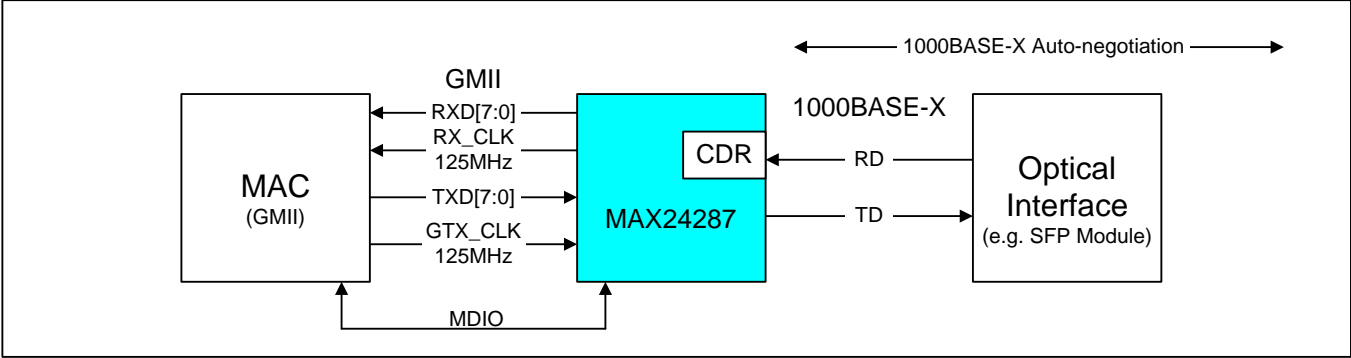 1000BASE-X Auto-negotiation
GMII
1000BASE-X
RXD[7:0]
RX_CLK
125MHz
TXD[7:0]
GTX_CLK
125MHz
MAC
(GMII)
CDR
MAX24287
RD
TD
Optical
Interface
(e.g. SFP Module)
MDIO